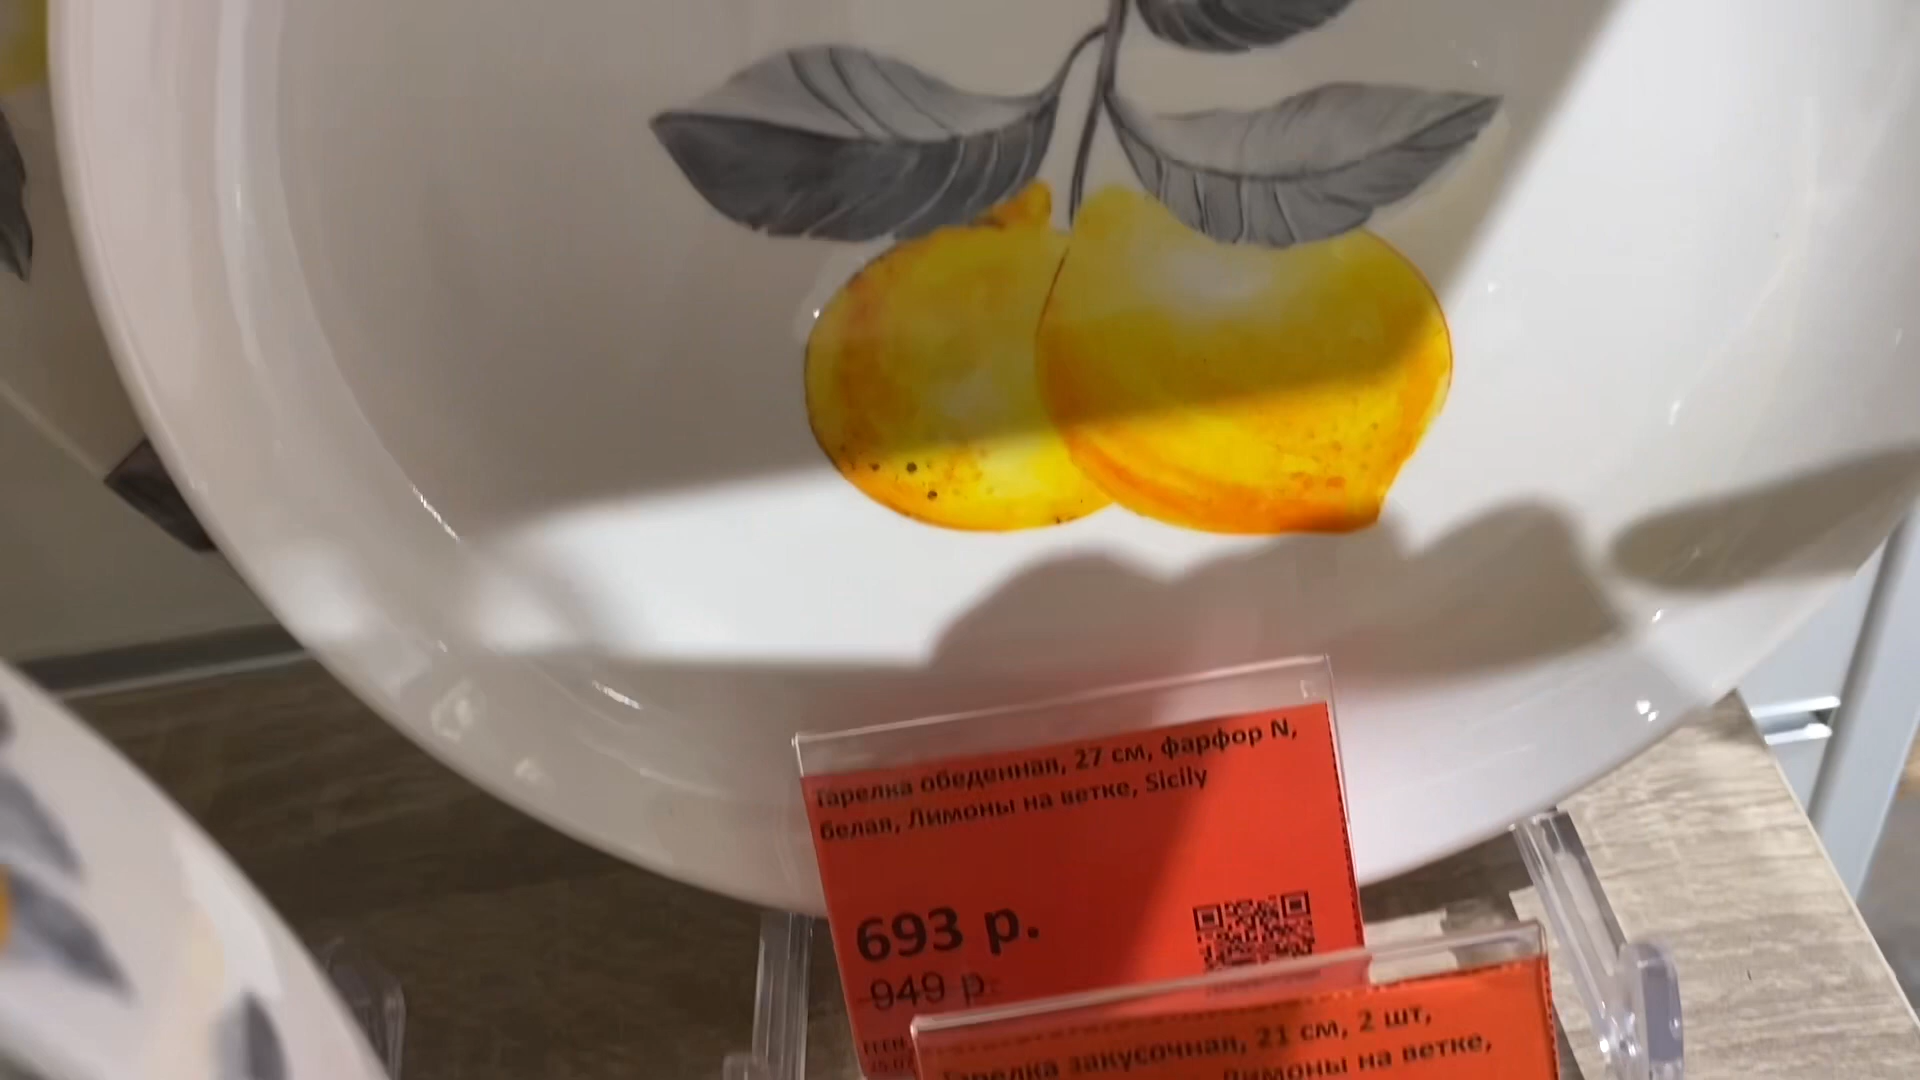 Тарелка обеденная, 27 см, фарфор N,
белая, Лимоны на ветке, Sicily
693 р.
949 р.
Тарелка закусочная, 21 см, 2 шт,
Лимоны на ветке,